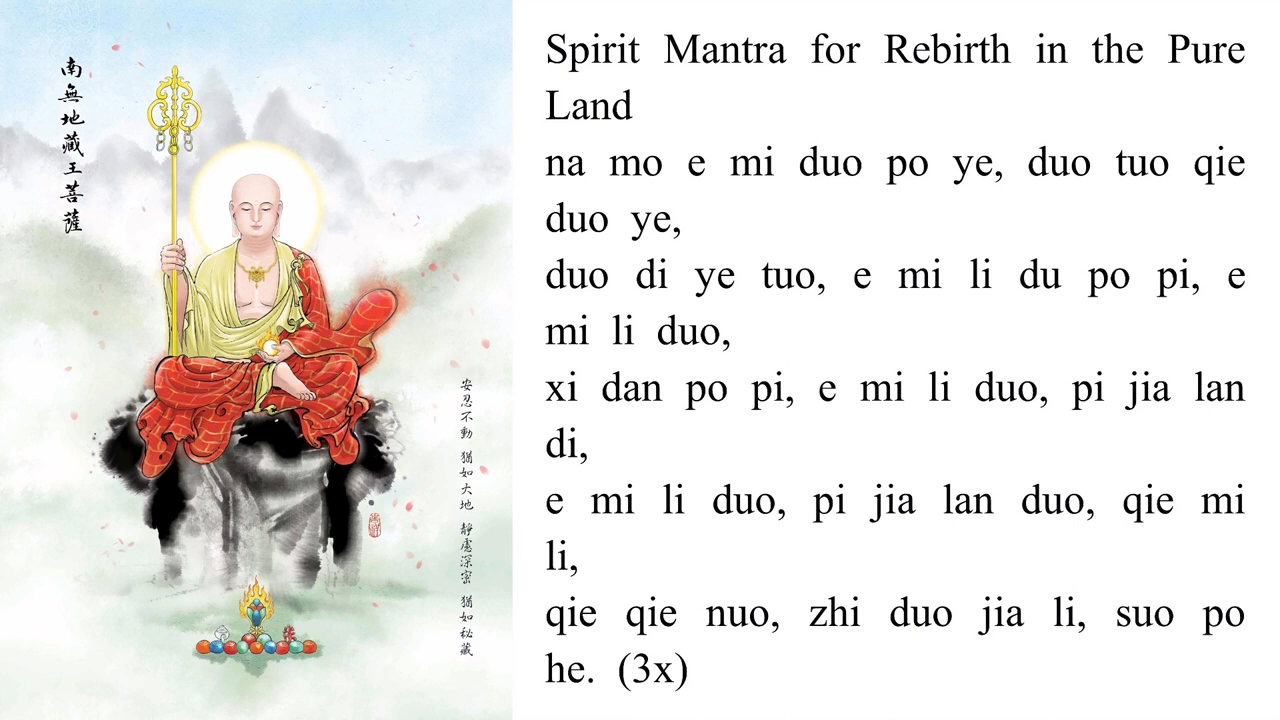 南無地藏王菩薩
安忍不動 猶如大地 靜慮深密 猶如秘藏
Spirit Mantra for Rebirth in the Pure
Land
na mo e mi duo po ye, duo tuo qie
duo ye,
duo di ye tuo, e mi li du po pi, e
mi li duo,
xi dan po pi, e mi li duo, pi jia lan
di,
e mi li duo, pi jia lan duo, qie mi
li,
qie qie nuo, zhi duo jia li, suo po
he. (3x)